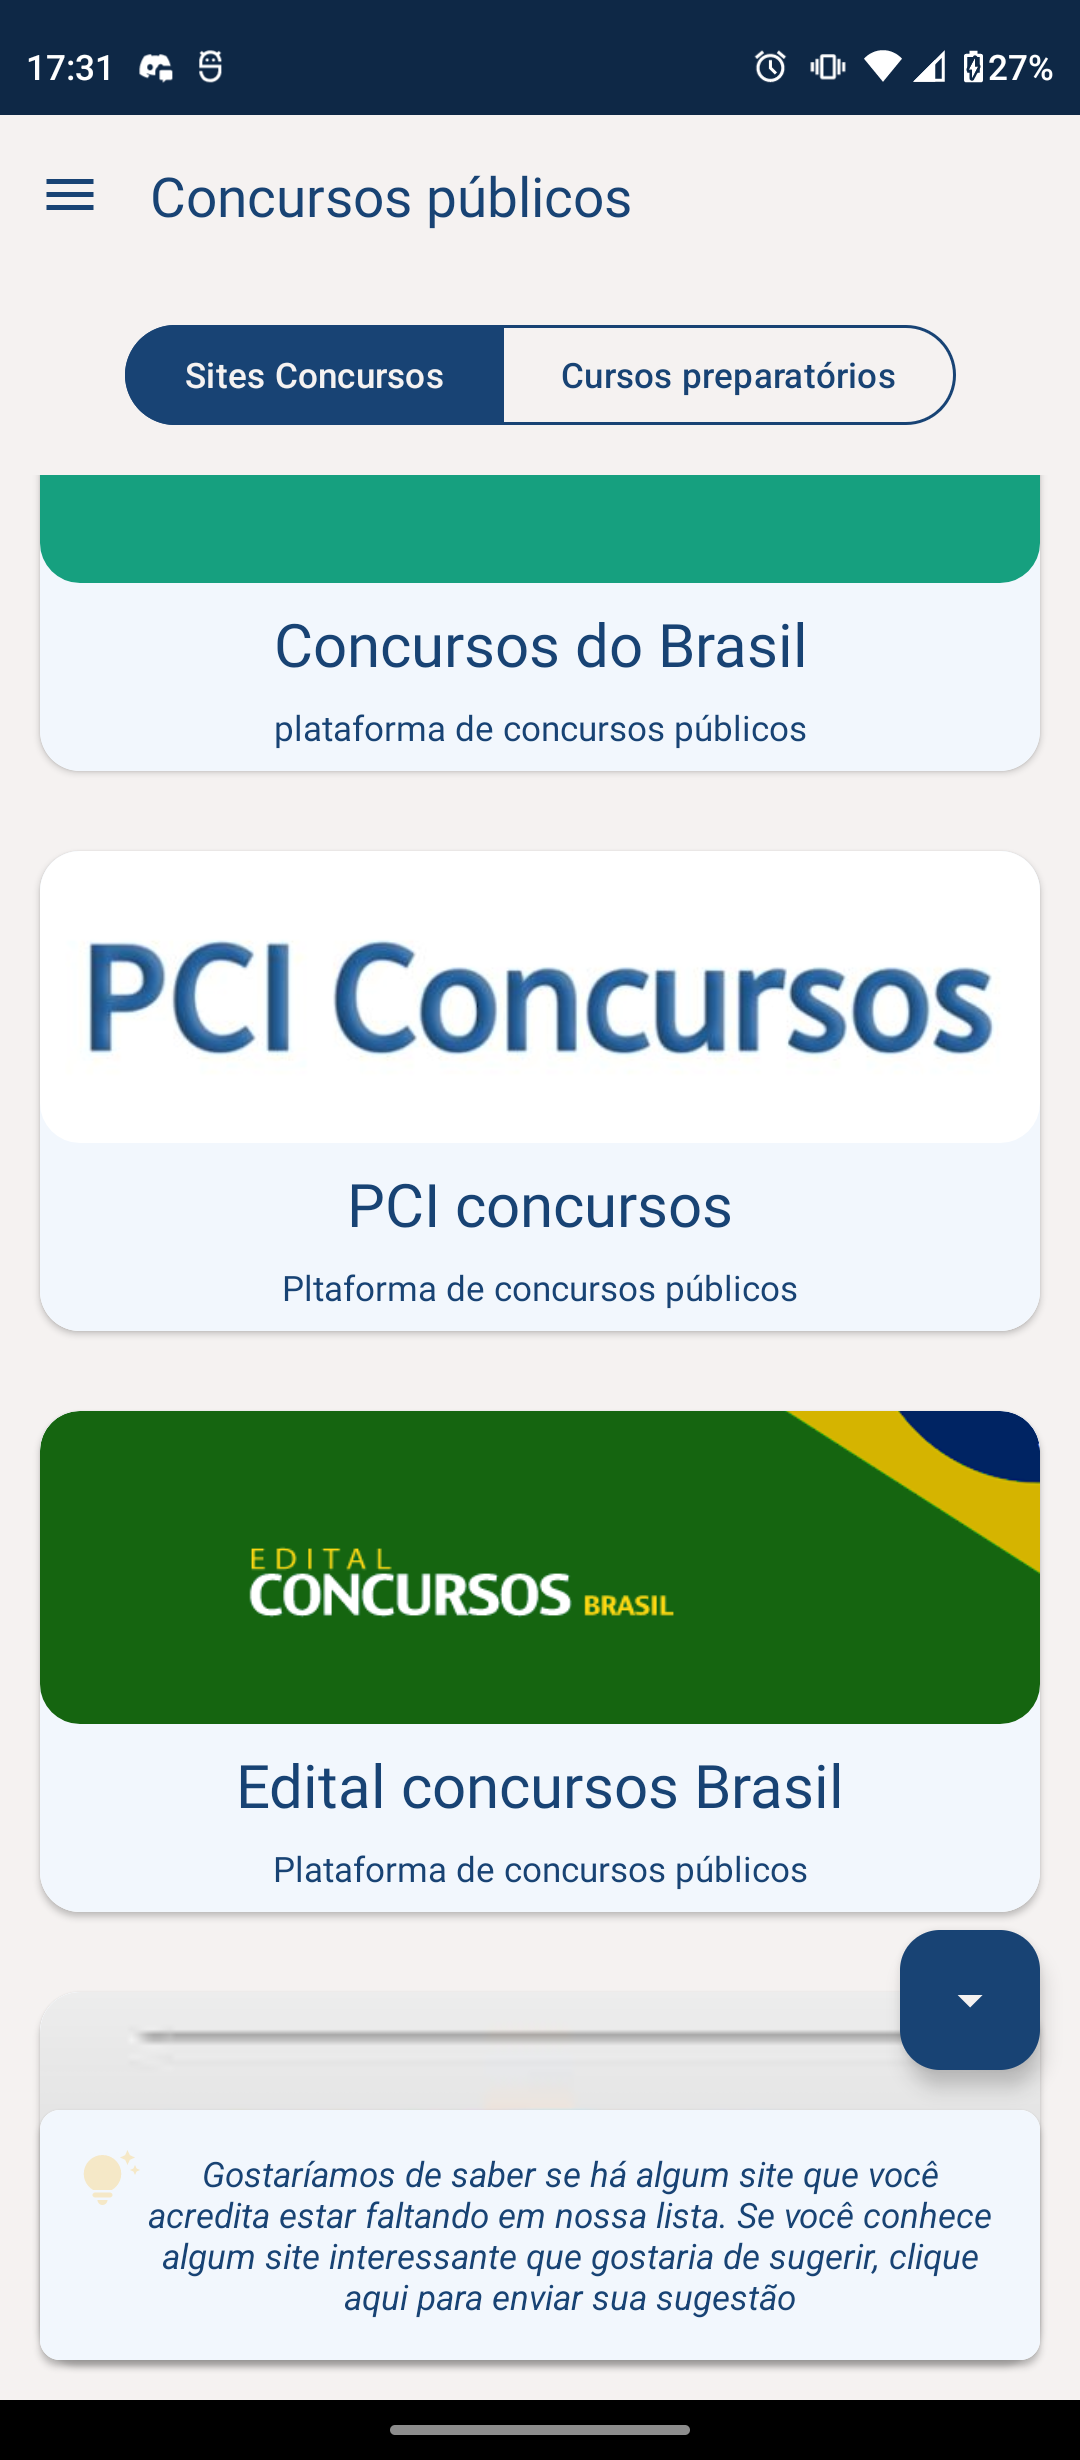 17:31
27%
Concursos públicos
Sites Concursos
Cursos preparatórios
Concursos do Brasil
plataforma de concursos públicos
PCI Concursos
PCI concursos
Pltaforma de concursos públicos
EDITAL
CONCURSOS BRASIL
Edital concursos Brasil
Plataforma de concursos públicos
Gostaríamos de saber se há algum site que você
acredita estar faltando em nossa lista. Se você conhece
algum site interessante que gostaria de sugerir, clique
aqui para enviar sua sugestão